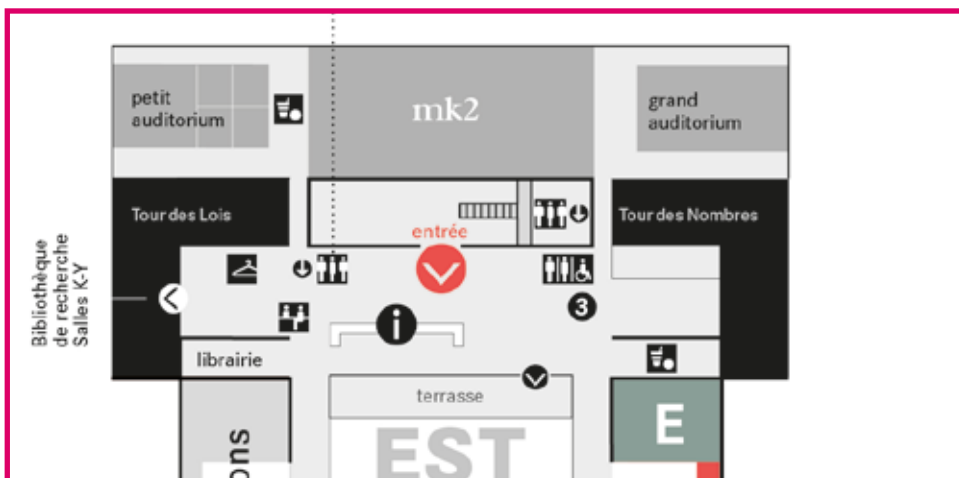 petit
auditorium
mk2
grand
auditorium
Tour des Lois
Tour des Nombres
entrée
Bibliothèque
de recherche
Salles K-Y
i
3
librairie
terrasse
E
EST